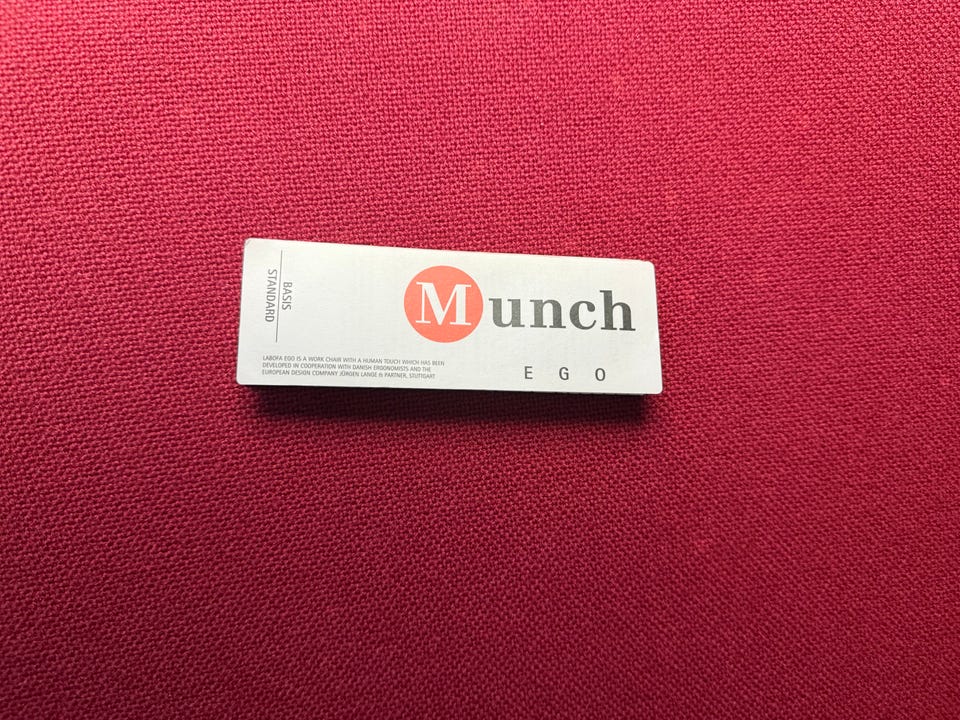 BASIS
STANDARD
Munch
EGO
LABOFA EGO IS A WORK CHAIR WITH A HUMAN TOUCH WHICH HAS BEEN
DEVELOPED IN COOPERATION WITH DANISH ERGONOMISTS AND THE
EUROPEAN DESIGN COMPANY JÜRGEN LANGE & PARTNER, STUTTGART